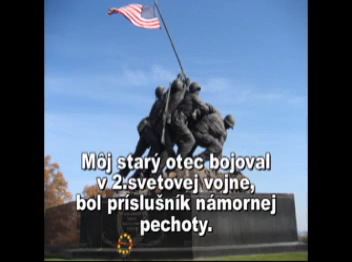 Môj starý otec bojoval
v 2.svetovej vojne,
bol príslušník námornej
pechoty.